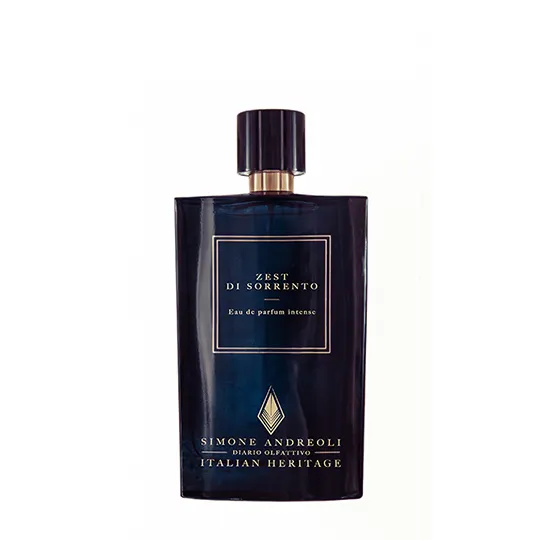 ZEST
DI SORRENTO
Eau de parfum intense
SIMONE ANDREOLI
DIARIO OLFATTIVO
ITALIAN HERITAGE